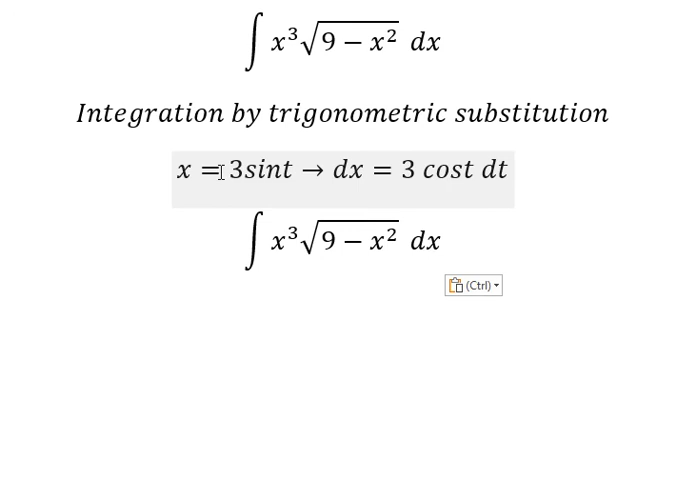 ∫ x³√(9 − x²) dx
Integration by trigonometric substitution
x = 3sint → dx = 3 cost dt
∫ x³√(9 − x²) dx
(Ctrl)